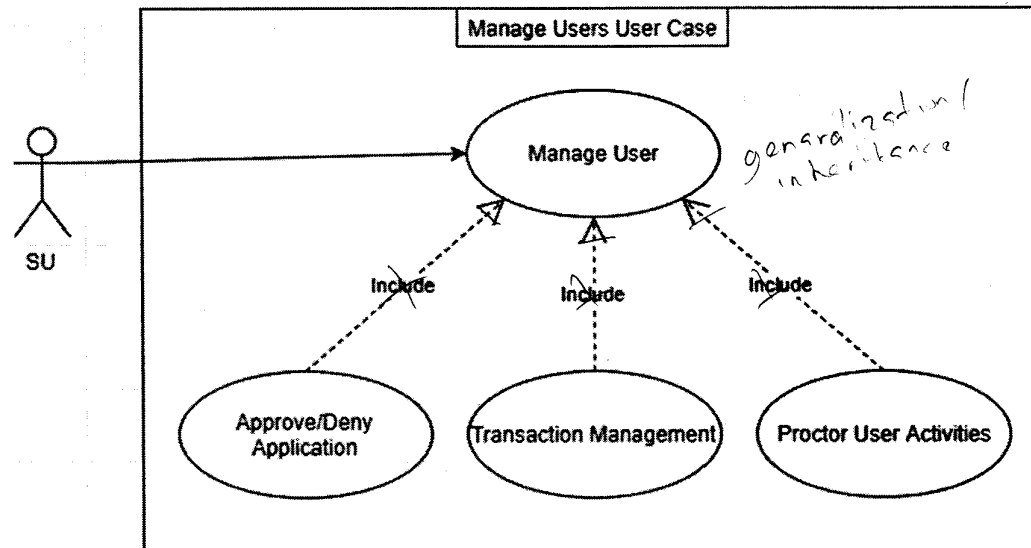 Manage Users User Case
Manage User
genaralization/
inheritance
SU
Include
Include
Include
Approve/Deny
Application
Transaction Management
Proctor User Activities